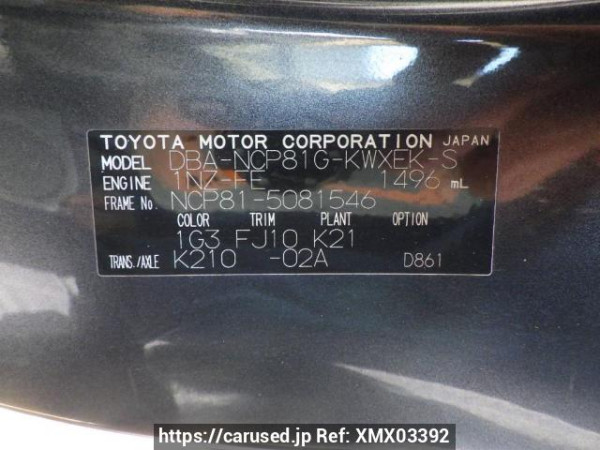 TOYOTA MOTOR CORPORATION JAPAN
MODEL DBA-NCP81G-KWXEK-S
ENGINE 1NZ-FE 1496 mL
FRAME No. NCP81-5081546
COLOR TRIM PLANT OPTION
1G3 FJ10 K21
TRANS./AXLE K210 -02A D861
https://carused.jp Ref: XMX03392